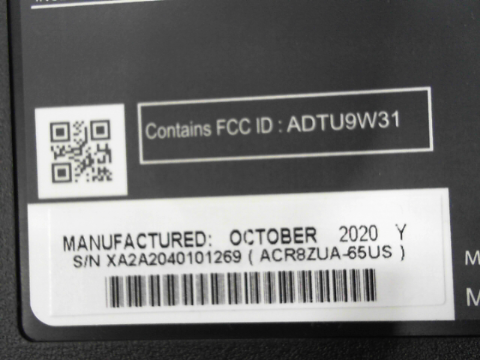 Contains FCC ID : ADTU9W31
MANUFACTURED: OCTOBER 2020 Y
S/N XA2A2040101269 ( ACR8ZUA-65US )